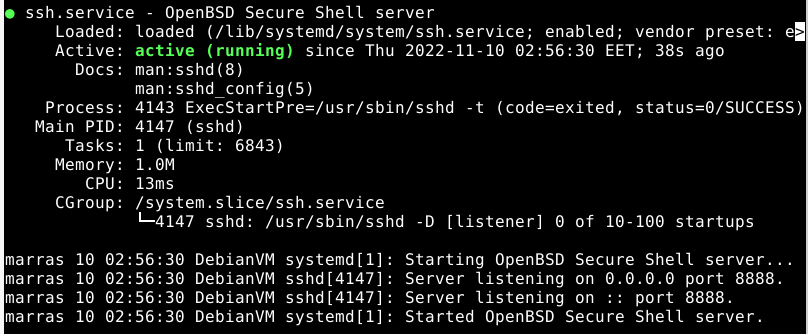 ● ssh.service - OpenBSD Secure Shell server
Loaded: loaded (/lib/systemd/system/ssh.service; enabled; vendor preset: e>
Active: active (running) since Thu 2022-11-10 02:56:30 EET; 38s ago
Docs: man:sshd(8)
man:sshd_config(5)
Process: 4143 ExecStartPre=/usr/sbin/sshd -t (code=exited, status=0/SUCCESS)
Main PID: 4147 (sshd)
Tasks: 1 (limit: 6843)
Memory: 1.0M
CPU: 13ms
CGroup: /system.slice/ssh.service
└─4147 sshd: /usr/sbin/sshd -D [listener] 0 of 10-100 startups
marras 10 02:56:30 DebianVM systemd[1]: Starting OpenBSD Secure Shell server...
marras 10 02:56:30 DebianVM sshd[4147]: Server listening on 0.0.0.0 port 8888.
marras 10 02:56:30 DebianVM sshd[4147]: Server listening on :: port 8888.
marras 10 02:56:30 DebianVM systemd[1]: Started OpenBSD Secure Shell server.